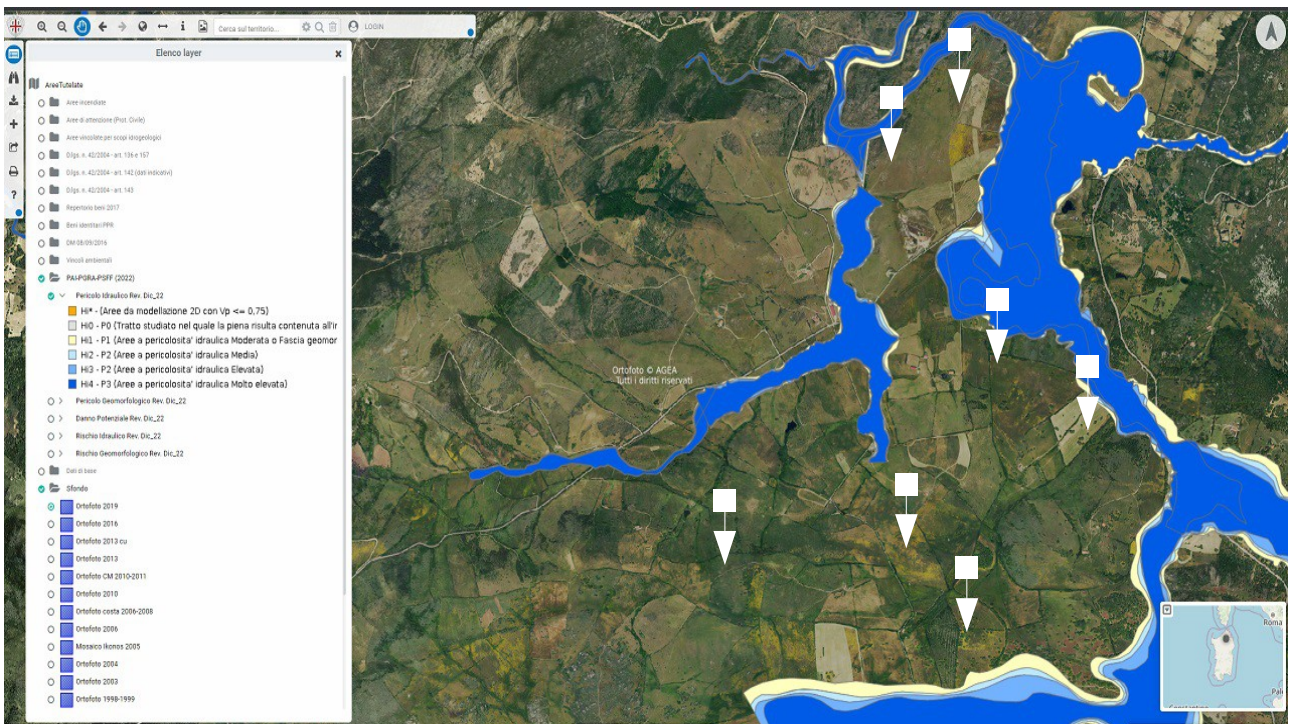 Cerca sul territorio...
LOGIN
Elenco layer
AreeTutelate
Aree incendiate
Aree di attenzione (Prot. Civile)
Aree vincolate per scopi idrogeologici
D.lgs. n. 42/2004 - art. 136 e 157
D.lgs. n. 42/2004 - art. 142 (dati indicativi)
D.lgs. n. 42/2004 - art. 143
Repertorio beni 2017
Beni identitari PPR
DM 08/09/2016
Vincoli ambientali
PAI-PGRA-PSFF (2022)
Pericolo Idraulico Rev. Dic_22
Hi* - (Aree da modellazione 2D con Vp <= 0,75)
Hi0 - P0 (Tratto studiato nel quale la piena risulta contenuta all'ir
Hi1 - P1 (Aree a pericolosita' idraulica Moderata o Fascia geomor
Hi2 - P2 (Aree a pericolosita' idraulica Media)
Hi3 - P2 (Aree a pericolosita' idraulica Elevata)
Hi4 - P3 (Aree a pericolosita' idraulica Molto elevata)
Pericolo Geomorfologico Rev. Dic_22
Danno Potenziale Rev. Dic_22
Rischio Idraulico Rev. Dic_22
Rischio Geomorfologico Rev. Dic_22
Dati di base
Sfondo
Ortofoto 2019
Ortofoto 2016
Ortofoto 2013 cu
Ortofoto 2013
Ortofoto CM 2010-2011
Ortofoto 2010
Ortofoto costa 2006-2008
Ortofoto 2006
Mosaico Ikonos 2005
Ortofoto 2004
Ortofoto 2003
Ortofoto 1998-1999
Ortofoto © AGEA
Tutti i diritti riservati
Roma
Pal